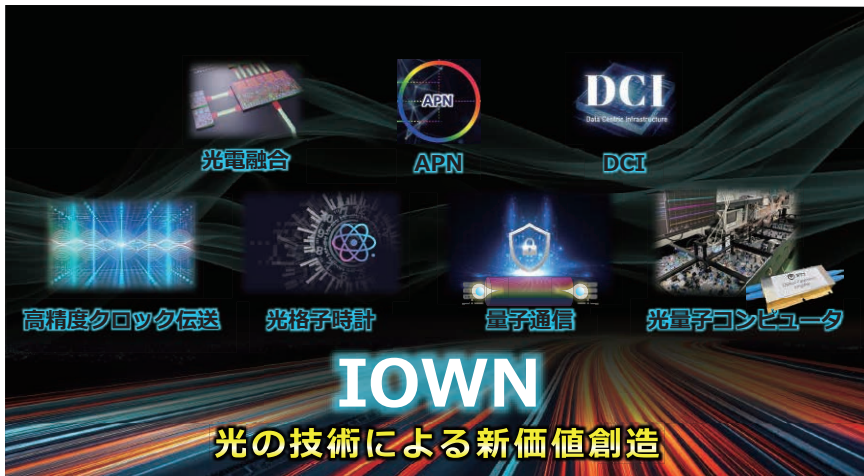 APN
DCI
Data Centric Infrastructure
光電融合
APN
DCI
高精度クロック伝送
光格子時計
量子通信
光量子コンピュータ
IOWN
光の技術による新価値創造